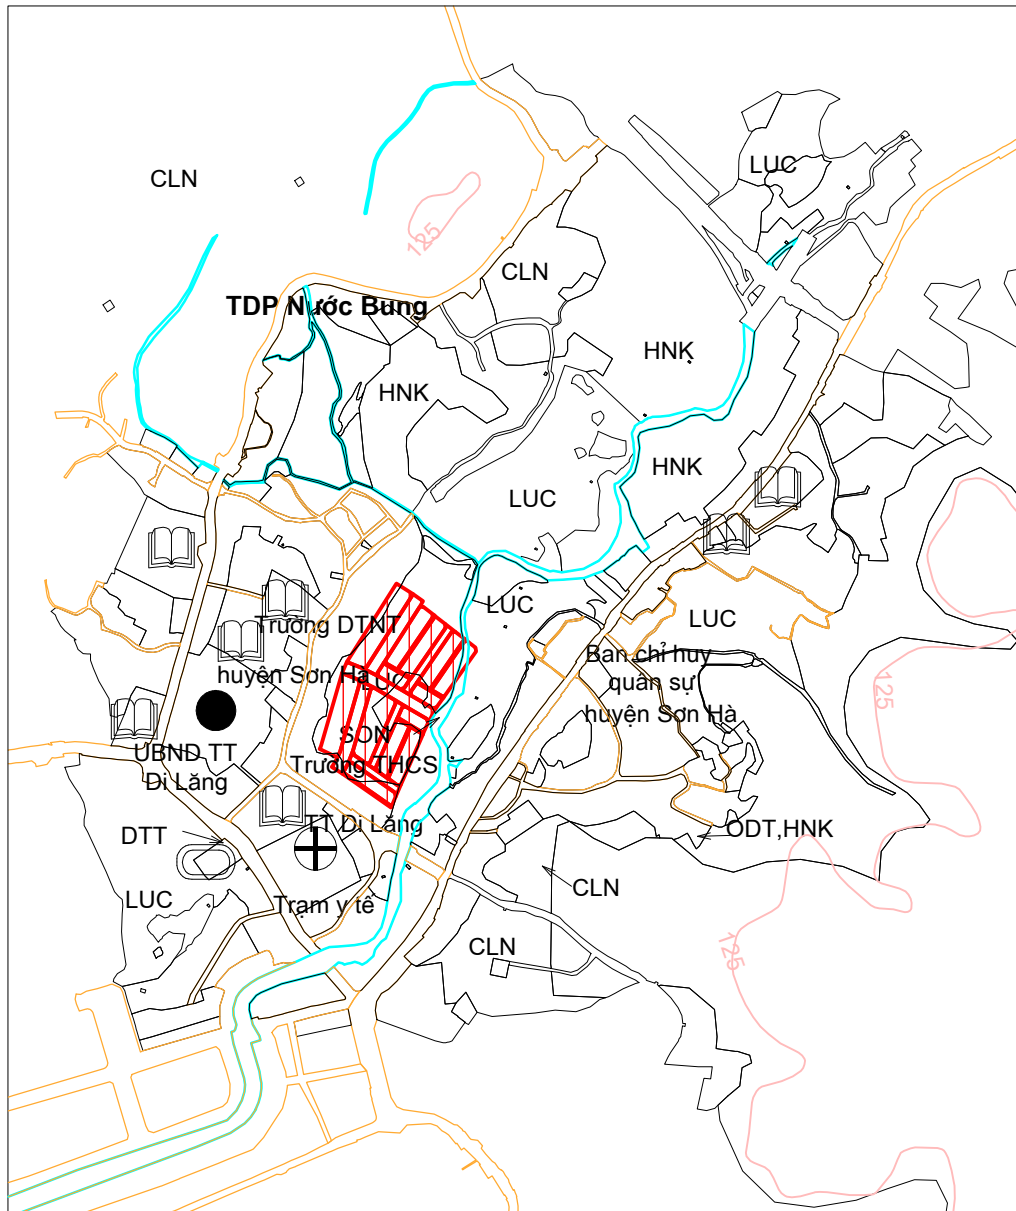 LUC
CLN
125
CLN
TDP Nước Bung
HNK
HNK
HNK
LUC
LUC
LUC
Trường DTNT
huyện Sơn Hà
LUC
Ban chỉ huy
quân sự
huyện Sơn Hà
125
SON
Trường THCS
TT Di Lăng
UBND TT
Di Lăng
DTT
ODT,HNK
LUC
CLN
Trạm y tế
CLN
125